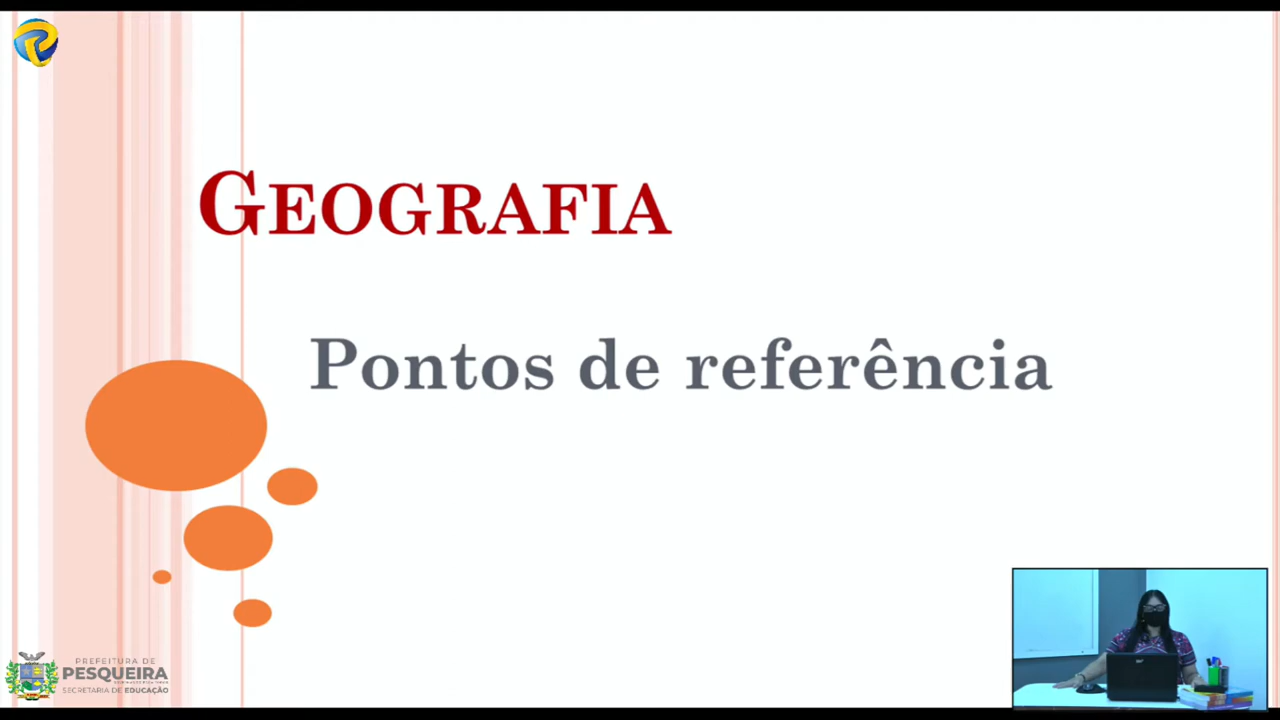 GEOGRAFIA
Pontos de referência
PREFEITURA DE
PESQUEIRA
SECRETARIA DE EDUCAÇÃO